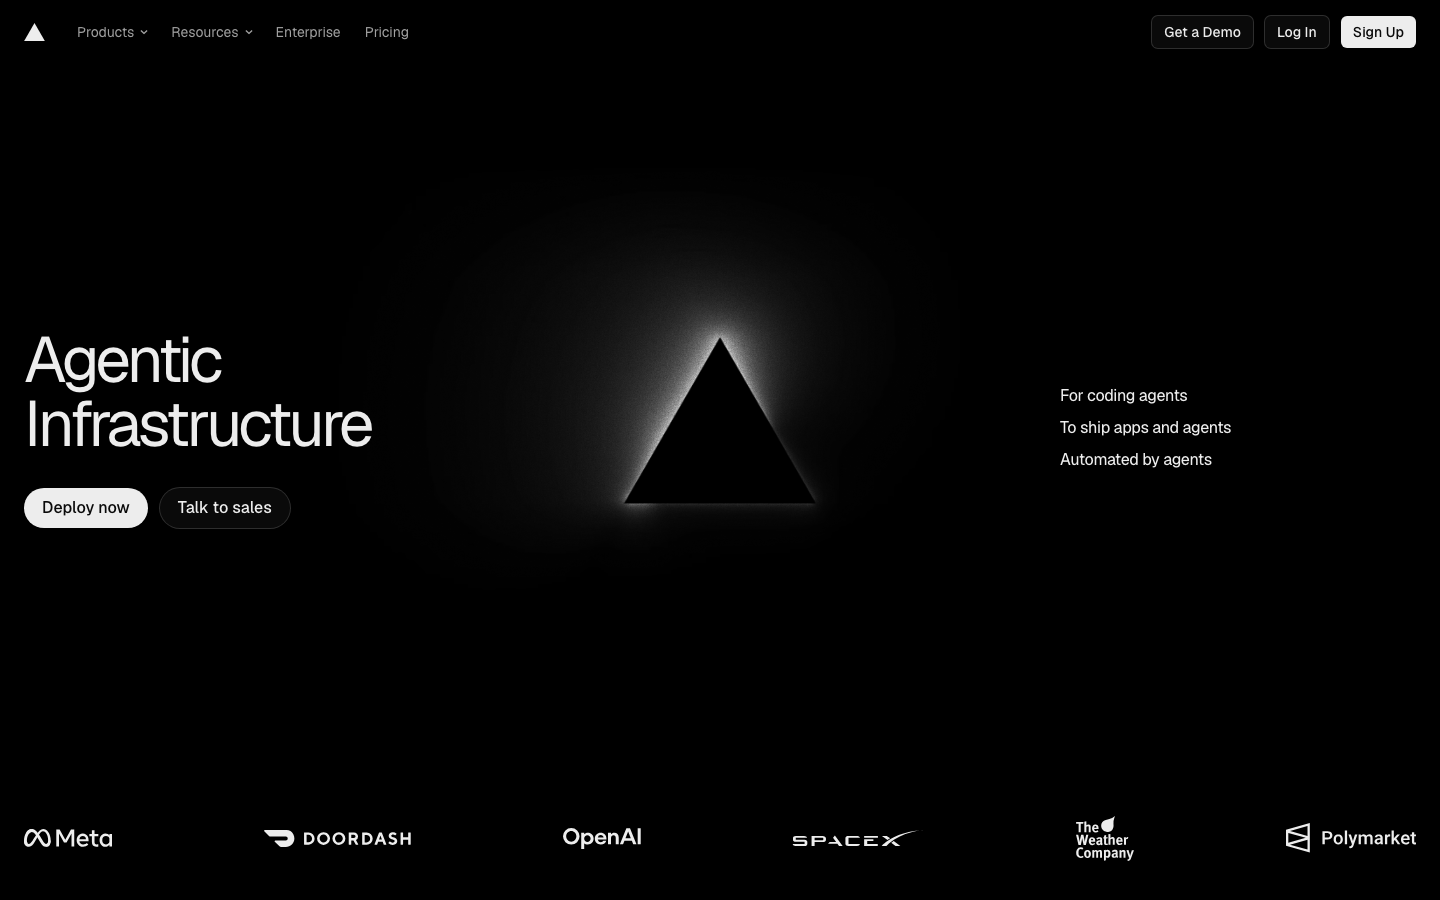 Products
Resources
Enterprise
Pricing
Get a Demo
Log In
Sign Up
Agentic
Infrastructure
Deploy now
Talk to sales
For coding agents
To ship apps and agents
Automated by agents
Meta
DOORDASH
OpenAI
SPACEX
The
Weather
Company
Polymarket